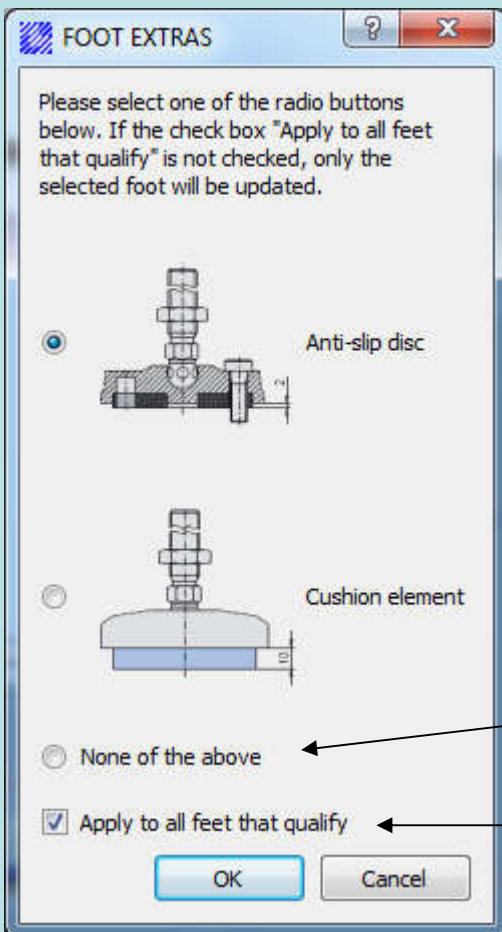 FOOT EXTRAS
?
X
Please select one of the radio buttons
below. If the check box "Apply to all feet
that qualify" is not checked, only the
selected foot will be updated.
Anti-slip disc
2
Cushion element
10
None of the above
Apply to all feet that qualify
OK
Cancel